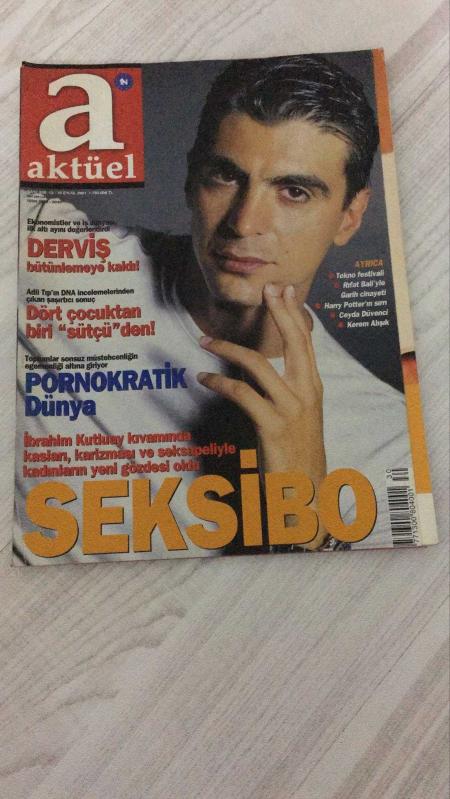 a
aktüel
Ekonomistler ve iş dünyası
ilk altı ayını değerlendirdi
DERVİŞ
bütünlemeye kaldı!
Adli Tıp'ın DNA incelemelerinden
çıkan şaşırtıcı sonuç
Dört çocuktan
biri "sütçü"den!
Toplumlar sonsuz müstehcenliğin
egemenliği altına giriyor
PORNOKRATİK
Dünya
İbrahim Kutluay kıvamında
kasları, karizması ve seksapeliyle
kadınların yeni gözdesi oldu
SEKSİBO
AYRICA
Tekno festivali
Rıfat Bali'yle
Garih cinayeti
Harry Potter'ın sırrı
Ceyda Düvenci
Kerem Alışık
30